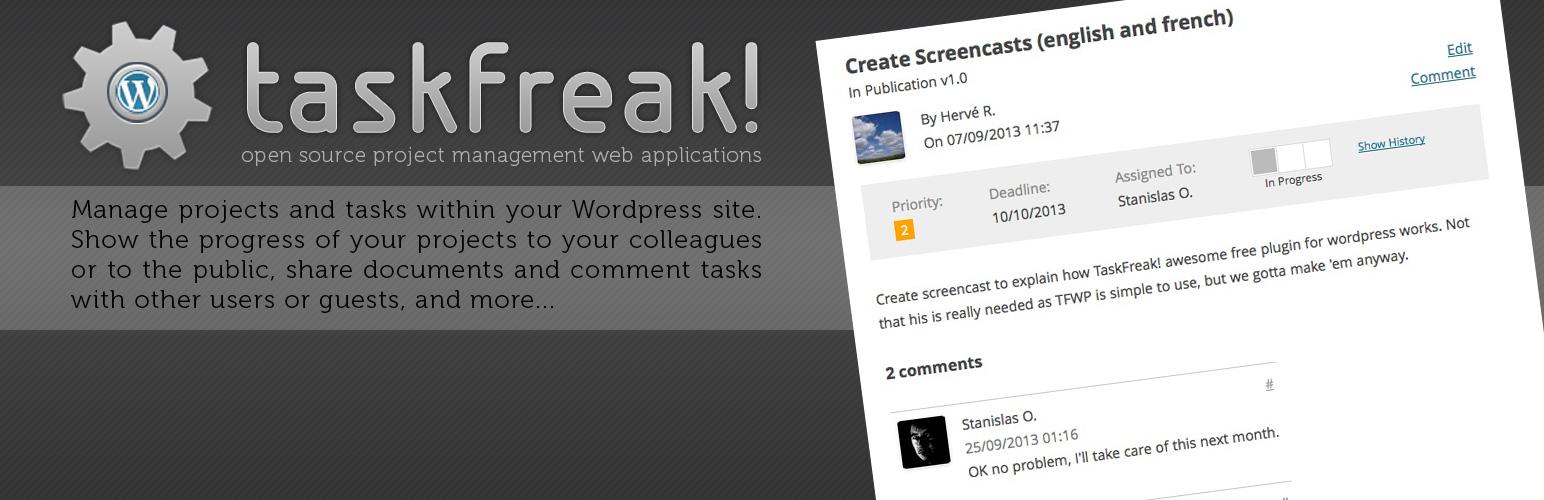 taskfreak!
open source project management web applications
Manage projects and tasks within your Wordpress site.
Show the progress of your projects to your colleagues
or to the public, share documents and comment tasks
with other users or guests, and more...
Create Screencasts (english and french)
In Publication v1.0
Edit
Comment
By Hervé R.
On 07/09/2013 11:37
Priority:
2
Deadline:
10/10/2013
Assigned To:
Stanislas O.
In Progress
Show History
Create screencast to explain how TaskFreak! awesome free plugin for wordpress works. Not
that his is really needed as TFWP is simple to use, but we gotta make 'em anyway.
2 comments
#
Stanislas O.
25/09/2013 01:16
OK no problem, I'll take care of this next month.